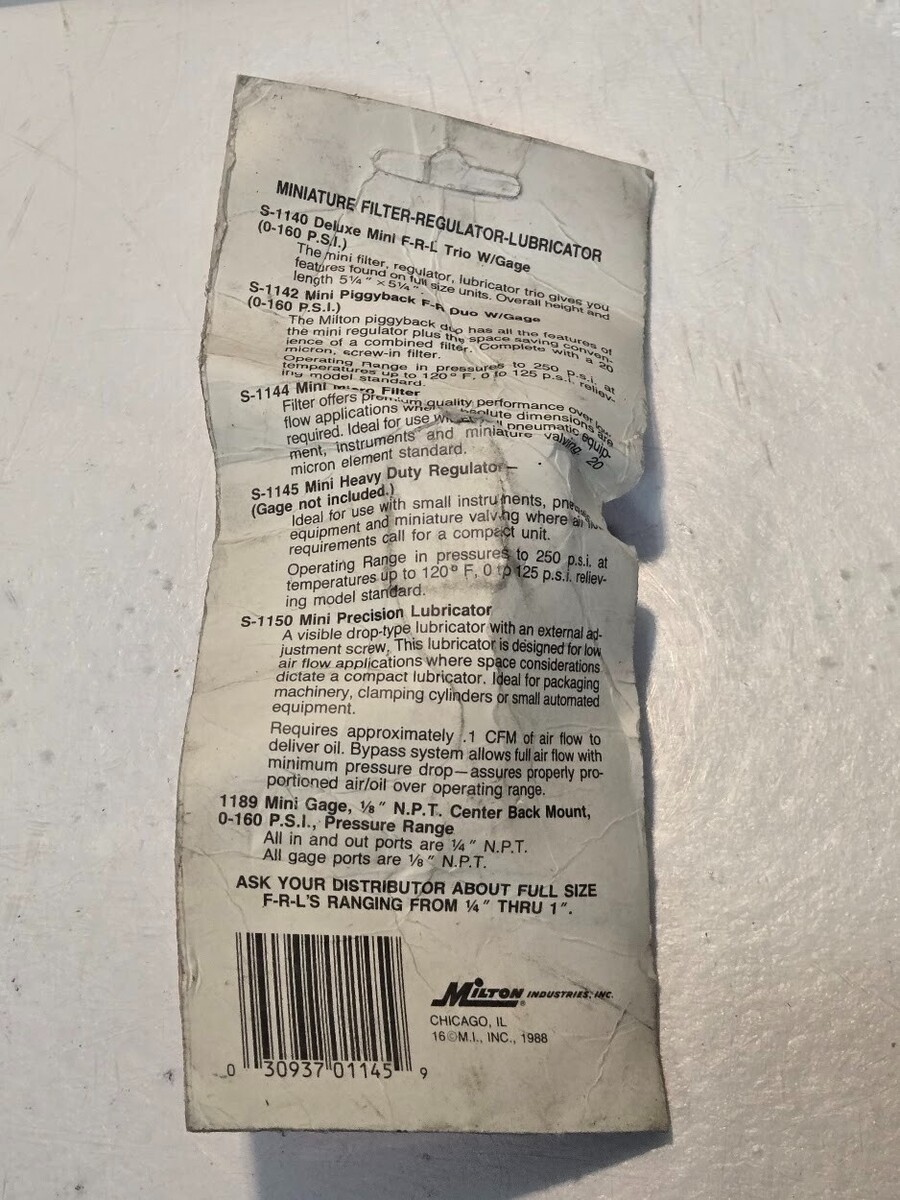 MINIATURE FILTER-REGULATOR-LUBRICATOR
S-1140 Deluxe Mini F-R-L Trio W/Gage
(0-160 P.S.I.)
The mini filter, regulator, lubricator trio gives you
features found on full size units. Overall height and
length 5¼" × 5¼".
S-1142 Mini Piggyback F-R Duo W/Gage
(0-160 P.S.I.)
The Milton piggyback duo has all the features of
the mini regulator plus the space saving conven-
ience of a combined filter. Complete with a 20
micron, screw-in filter.
Operating Range in pressures to 250 p.s.i. at
temperatures up to 120° F, 0 to 125 p.s.i. reliev-
ing model standard.
S-1144 Mini Filter
Filter offers premium quality performance over
flow applications where absolute dimensions are
required. Ideal for use pneumatic equip-
ment, instruments and miniature valving. 20
micron element standard.
S-1145 Mini Heavy Duty Regulator—
(Gage not included.)
Ideal for use with small instruments,
equipment and miniature valving where
requirements call for a compact unit.
Operating Range in pressures to 250 p.s.i. at
temperatures up to 120° F, 0 to 125 p.s.i. reliev-
ing model standard.
S-1150 Mini Precision Lubricator
A visible drop-type lubricator with an external ad-
justment screw. This lubricator is designed for low
air flow applications where space considerations
dictate a compact lubricator. Ideal for packaging
machinery, clamping cylinders or small automated
equipment.
Requires approximately .1 CFM of air flow to
deliver oil. Bypass system allows full air flow with
minimum pressure drop—assures properly pro-
portioned air/oil over operating range.
1189 Mini Gage, ⅛" N.P.T. Center Back Mount,
0-160 P.S.I., Pressure Range
All in and out ports are ¼" N.P.T.
All gage ports are ⅛" N.P.T.
ASK YOUR DISTRIBUTOR ABOUT FULL SIZE
F-R-L'S RANGING FROM ¼" THRU 1".
MILTON® INDUSTRIES, INC.
CHICAGO, IL
16©M.I., INC., 1988
0 30937 01145 9